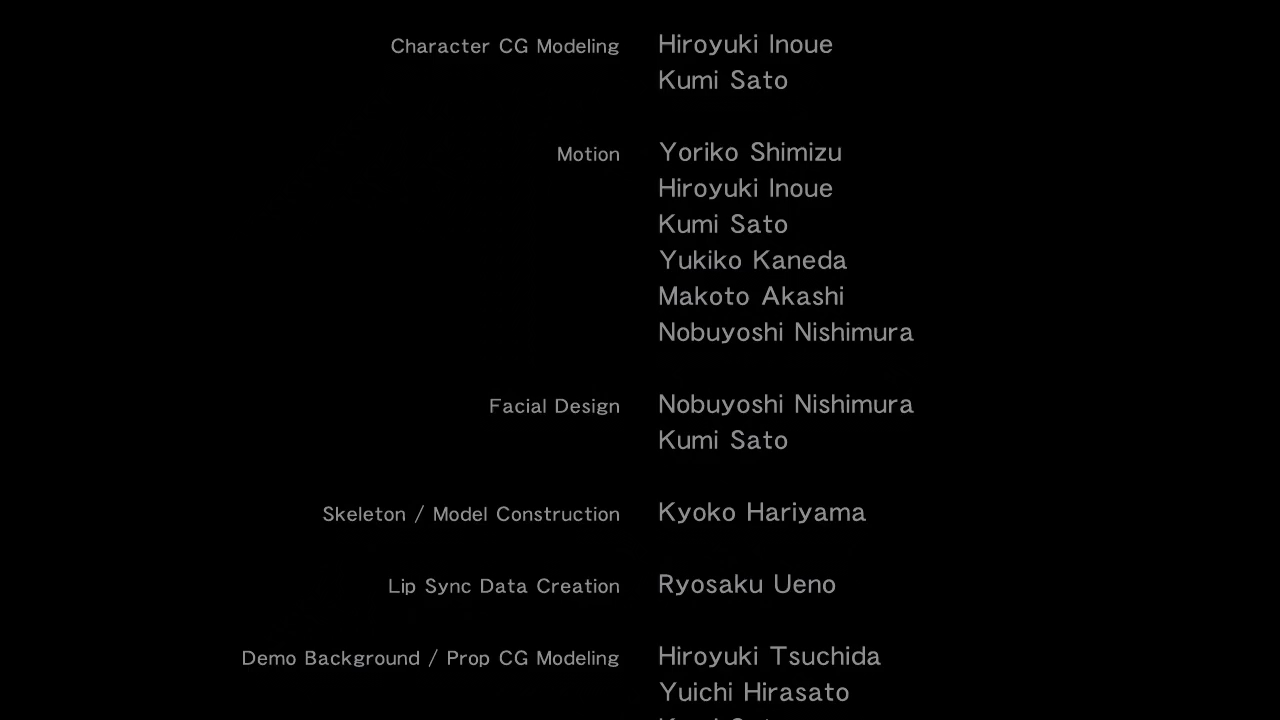 Character CG Modeling Hiroyuki Inoue
Kumi Sato
Motion Yoriko Shimizu
Hiroyuki Inoue
Kumi Sato
Yukiko Kaneda
Makoto Akashi
Nobuyoshi Nishimura
Facial Design Nobuyoshi Nishimura
Kumi Sato
Skeleton / Model Construction Kyoko Hariyama
Lip Sync Data Creation Ryosaku Ueno
Demo Background / Prop CG Modeling Hiroyuki Tsuchida
Yuichi Hirasato